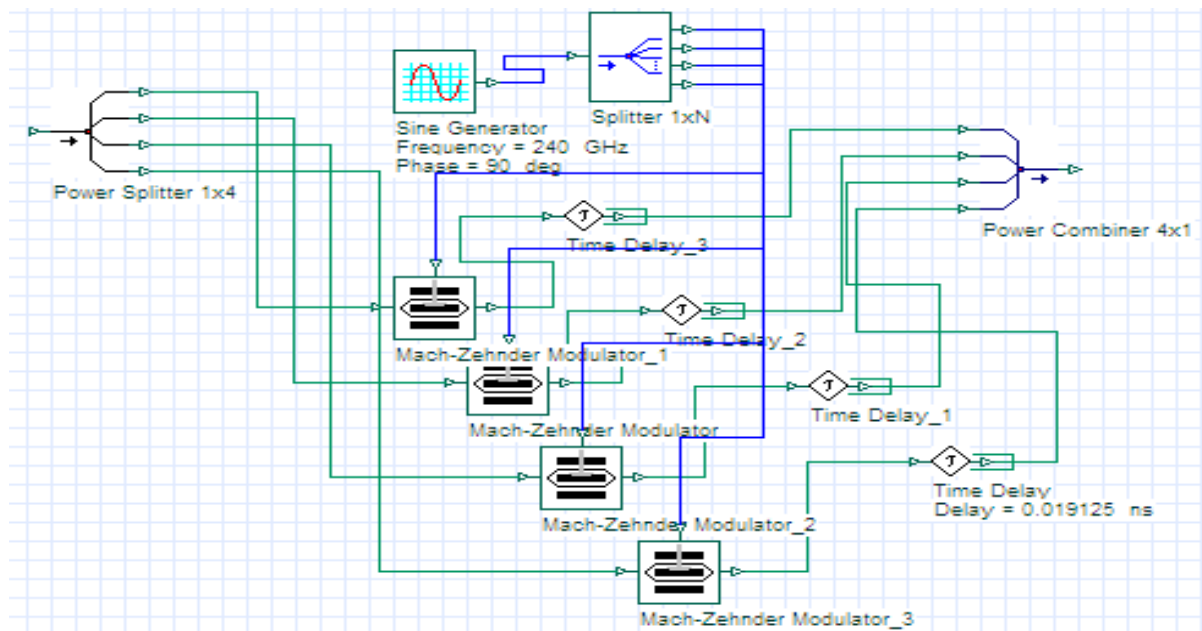 Splitter 1xN
Sine Generator
Frequency = 240 GHz
Phase = 90 deg
Power Splitter 1x4
τ
Time Delay_3
Power Combiner 4x1
τ
Time Delay_2
Mach-Zehnder Modulator_1
τ
Time Delay_1
Mach-Zehnder Modulator
τ
Time Delay
Delay = 0.019125 ns
Mach-Zehnder Modulator_2
Mach-Zehnder Modulator_3